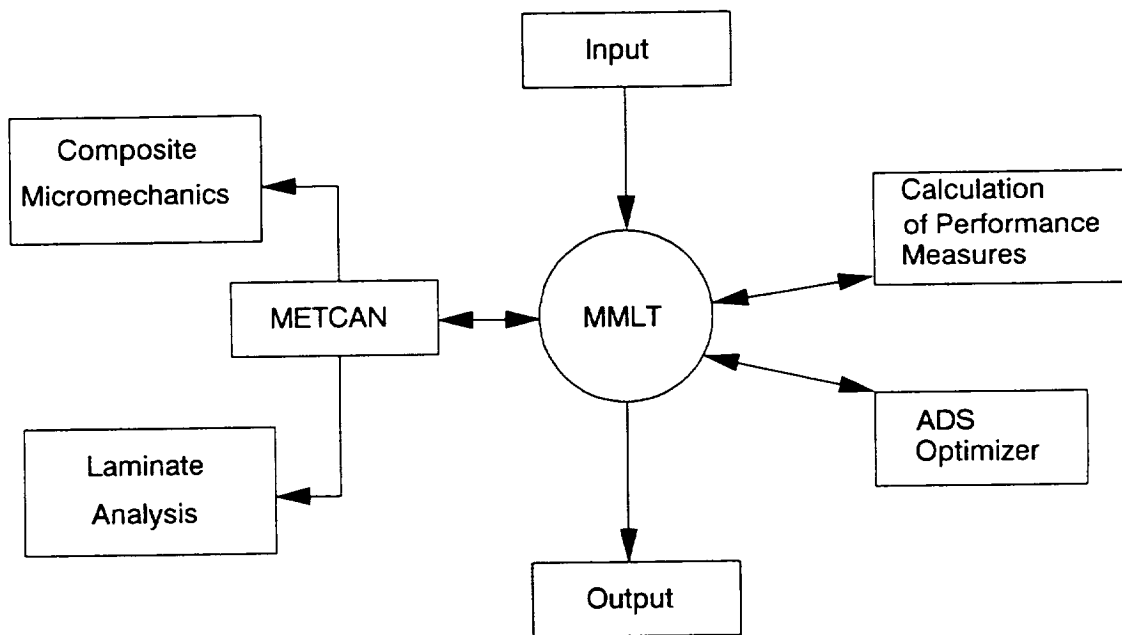 Input
Composite
Micromechanics
Calculation
of Performance
Measures
METCAN
MMLT
ADS
Optimizer
Laminate
Analysis
Output